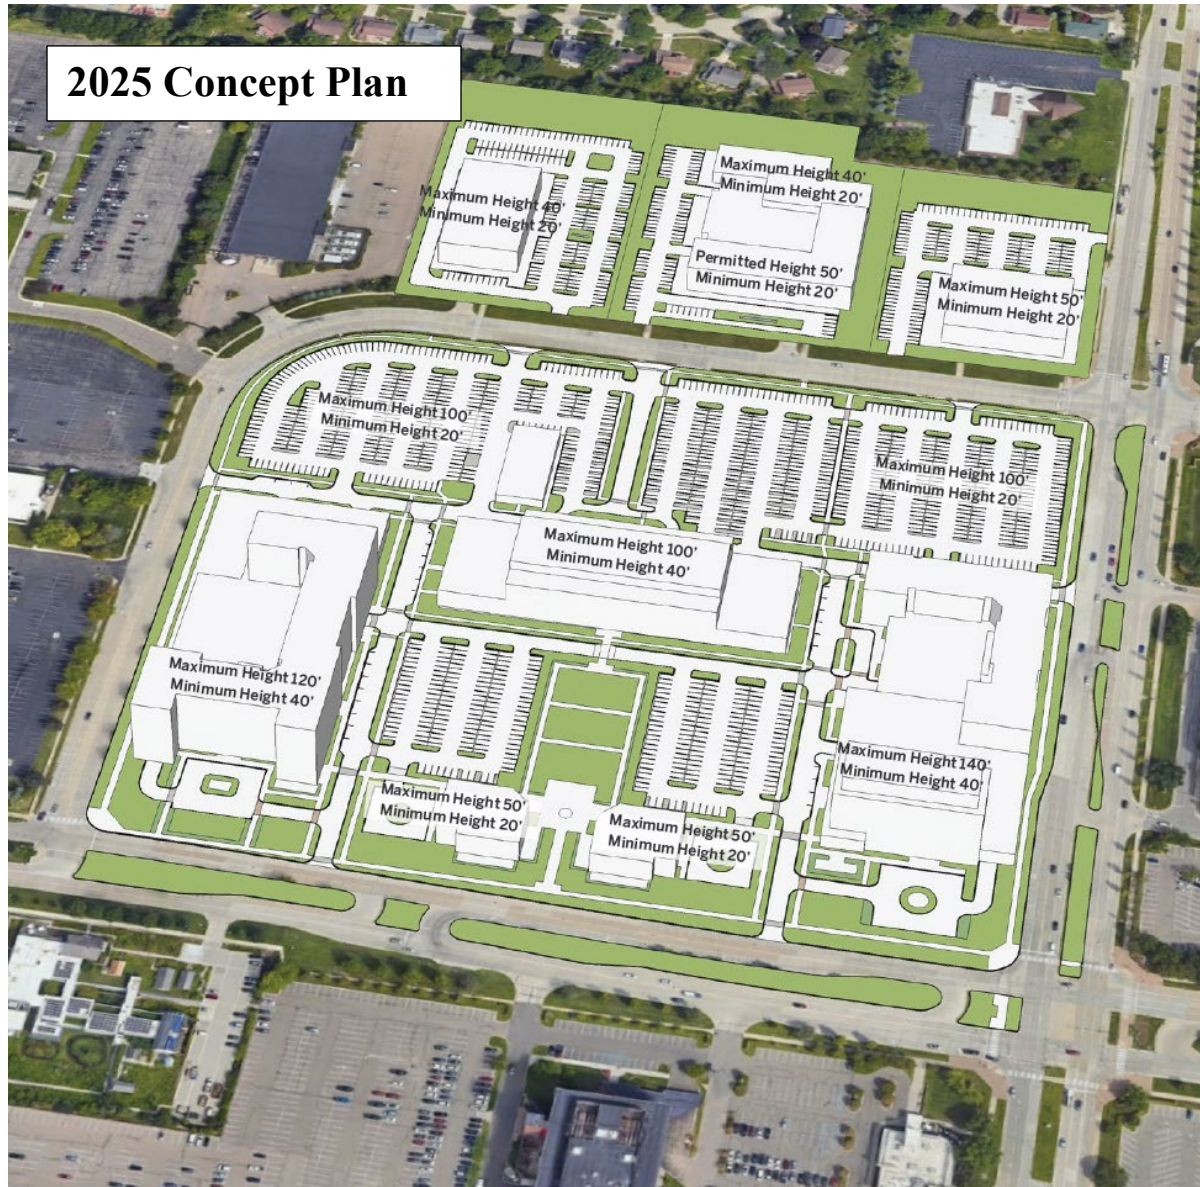 2025 Concept Plan
Maximum Height 40'
Minimum Height 20'
Maximum Height 40'
Minimum Height 20'
Permitted Height 50'
Minimum Height 20'
Maximum Height 50'
Minimum Height 20'
Maximum Height 100'
Minimum Height 20'
Maximum Height 100'
Minimum Height 20'
Maximum Height 100'
Minimum Height 40'
Maximum Height 120'
Minimum Height 40'
Maximum Height 140'
Minimum Height 40'
Maximum Height 50'
Minimum Height 20'
Maximum Height 50'
Minimum Height 20'